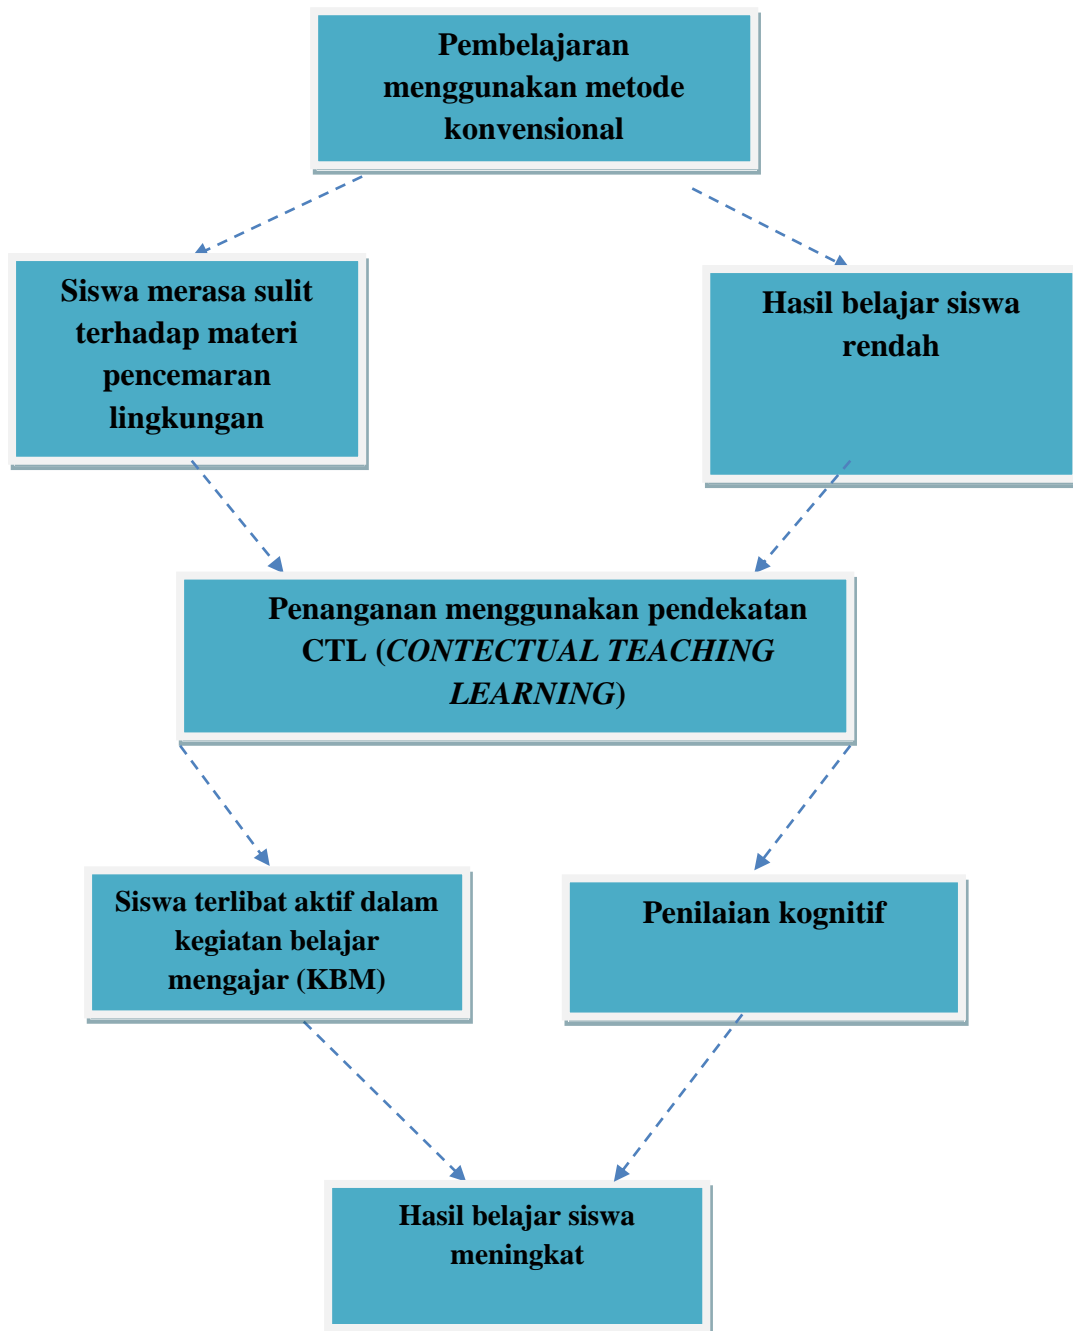 Pembelajaran
menggunakan metode
konvensional
Siswa merasa sulit
terhadap materi
pencemaran
lingkungan
Hasil belajar siswa
rendah
Penanganan menggunakan pendekatan
CTL (CONTECTUAL TEACHING
LEARNING)
Siswa terlibat aktif dalam
kegiatan belajar
mengajar (KBM)
Penilaian kognitif
Hasil belajar siswa
meningkat